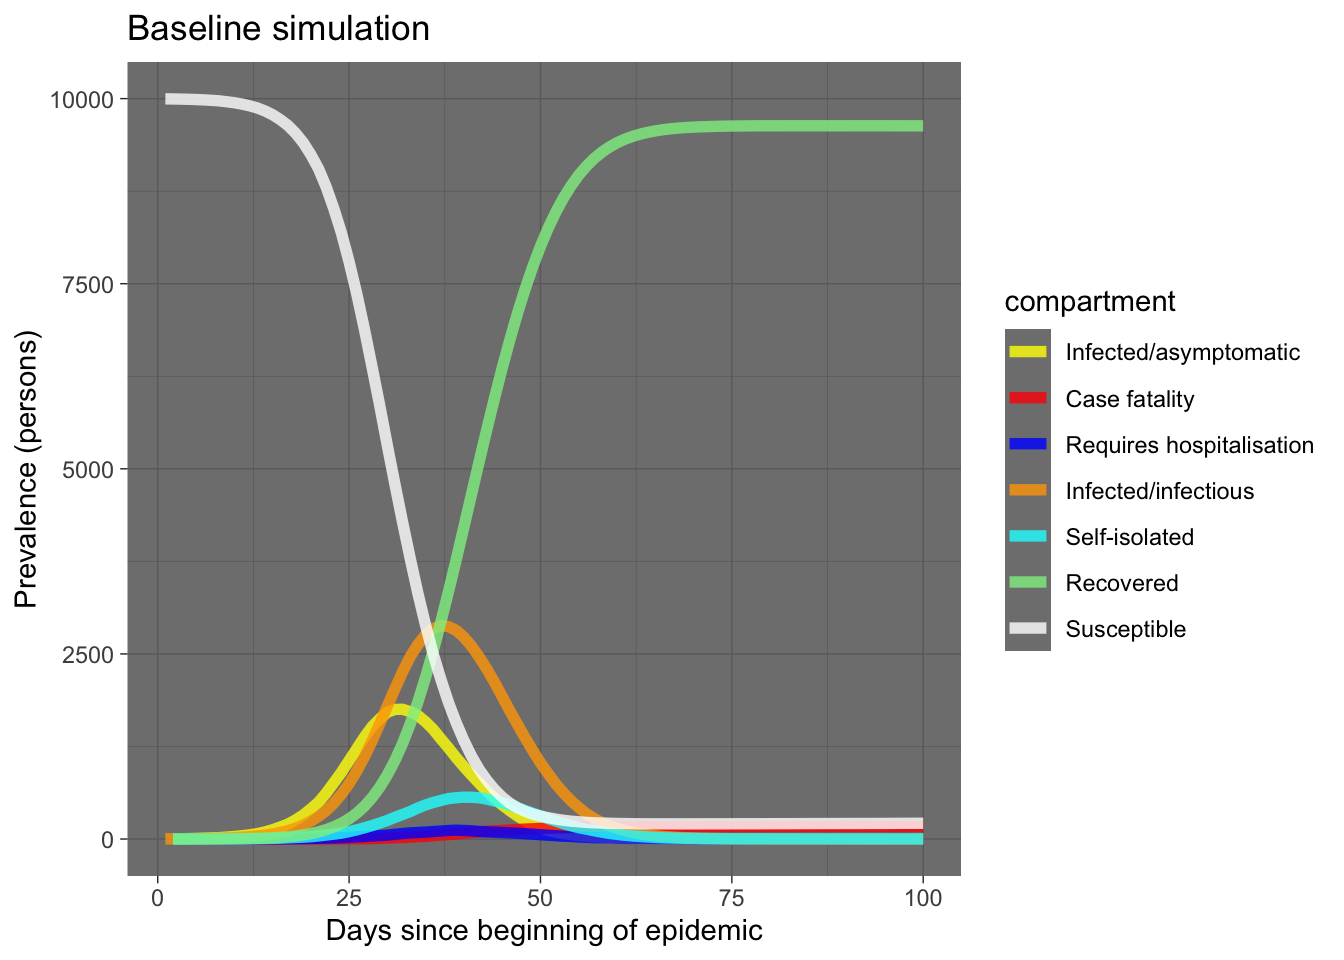 Baseline simulation
10000
7500
5000
2500
0
Prevalence (persons)
0 25 50 75 100
Days since beginning of epidemic
compartment
Infected/asymptomatic
Case fatality
Requires hospitalisation
Infected/infectious
Self-isolated
Recovered
Susceptible